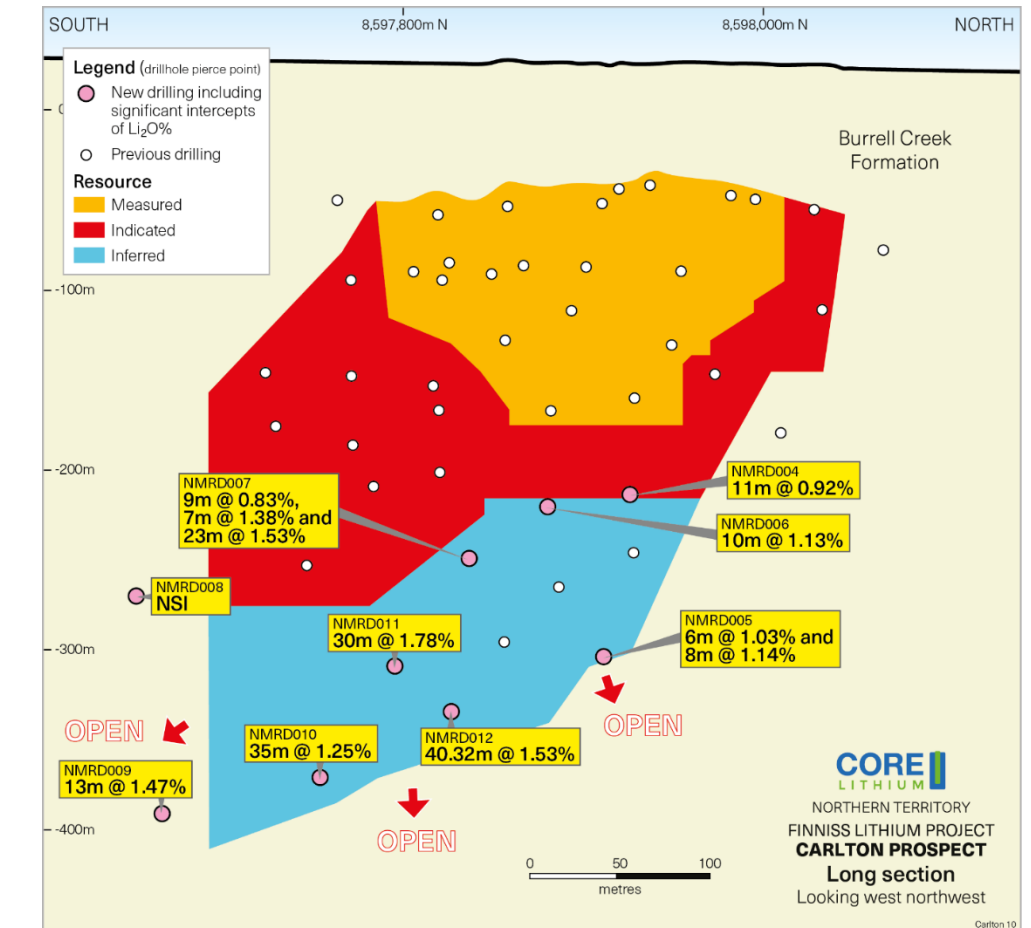 SOUTH
8,597,800m N
8,598,000m N
NORTH
Legend (drillhole pierce point)
New drilling including
significant intercepts
of Li₂O%
Previous drilling
Resource
Measured
Indicated
Inferred
Burrell Creek
Formation
-100m
-200m
-300m
-400m
NMRD007
9m @ 0.83%,
7m @ 1.38% and
23m @ 1.53%
NMRD004
11m @ 0.92%
NMRD006
10m @ 1.13%
NMRD008
NSI
NMRD011
30m @ 1.78%
NMRD005
6m @ 1.03% and
8m @ 1.14%
OPEN
OPEN
NMRD010
35m @ 1.25%
NMRD012
40.32m @ 1.53%
NMRD009
13m @ 1.47%
OPEN
0 50 100
metres
CORE
LITHIUM
NORTHERN TERRITORY
FINNISS LITHIUM PROJECT
CARLTON PROSPECT
Long section
Looking west northwest
Carlton 10